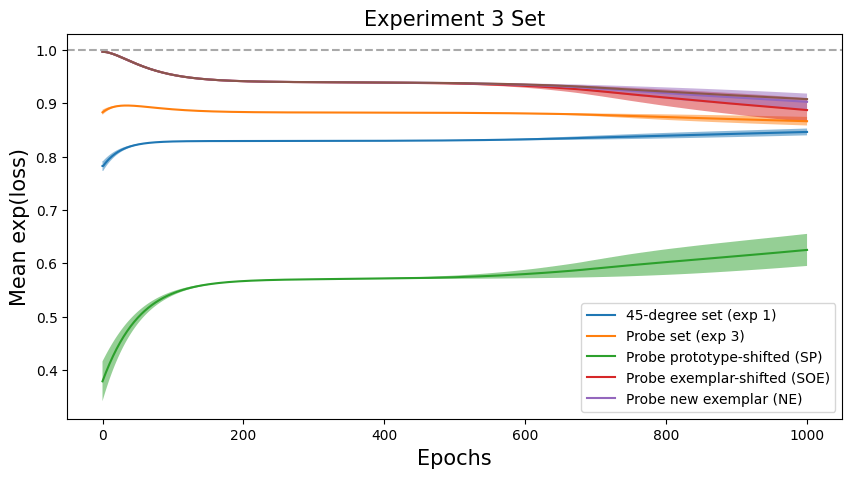 Experiment 3 Set
Mean exp(loss)
1.0
0.9
0.8
0.7
0.6
0.5
0.4
0 200 400 600 800 1000
Epochs
45-degree set (exp 1)
Probe set (exp 3)
Probe prototype-shifted (SP)
Probe exemplar-shifted (SOE)
Probe new exemplar (NE)